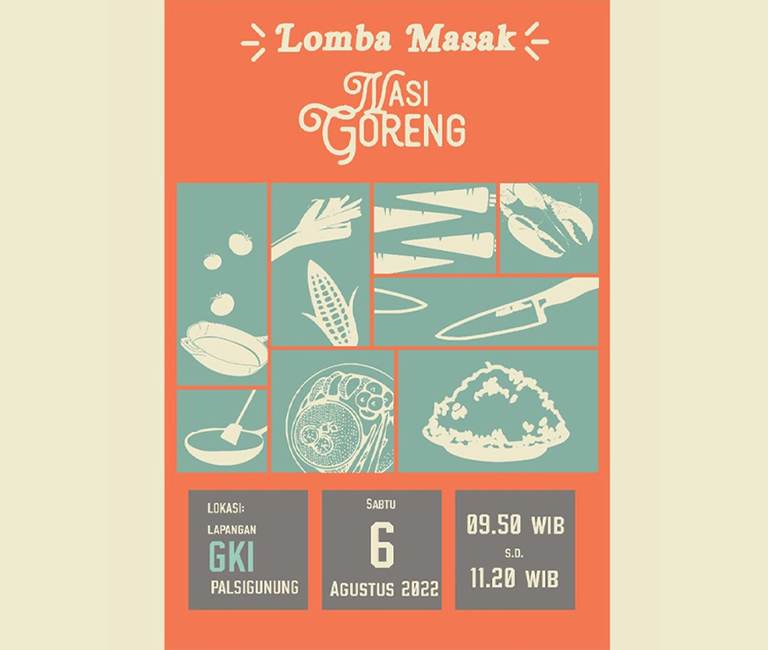 Lomba Masak
Nasi
Goreng
LOKASI:
LAPANGAN
GKI
PALSIGUNUNG
Sabtu
6
Agustus 2022
09.50 WIB
S.D.
11.20 WIB